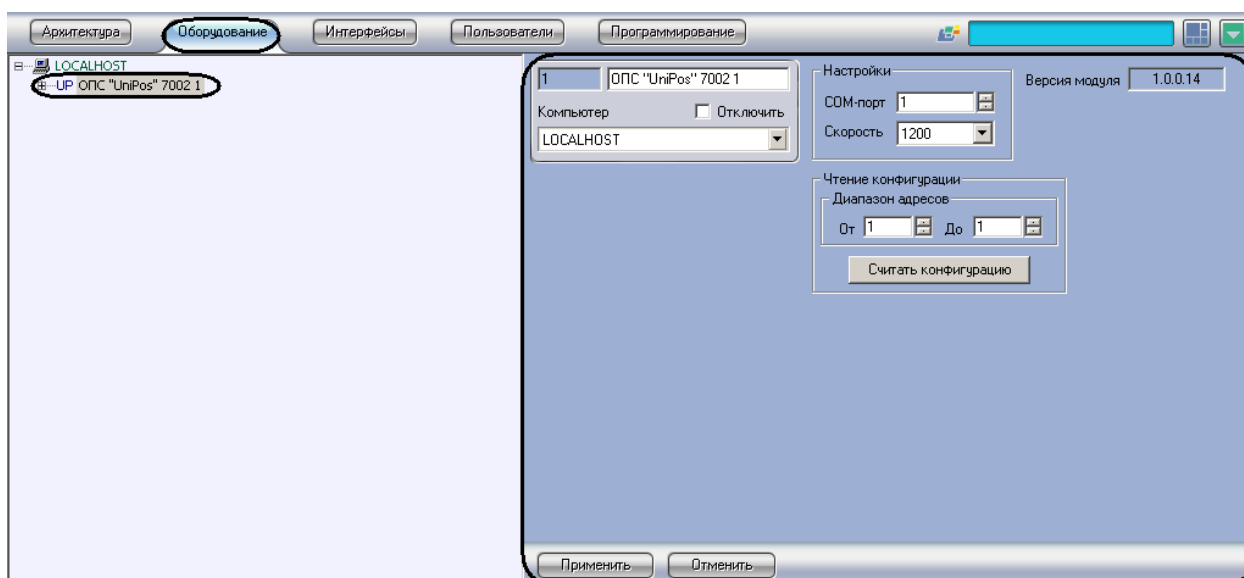 Архитектура Оборудование Интерфейсы Пользователи Программирование
LOCALHOST
UP ОПС "UniPos" 7002 1
1 ОПС "UniPos" 7002 1
Компьютер Отключить
LOCALHOST
Настройки
COM-порт 1
Скорость 1200
Версия модуля 1.0.0.14
Чтение конфигурации
Диапазон адресов
От 1 До 1
Считать конфигурацию
Применить Отменить